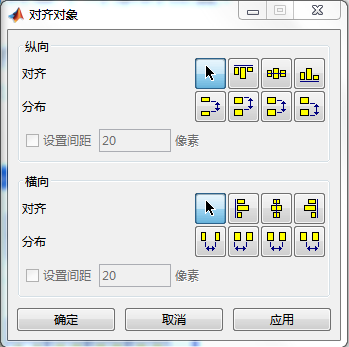 对齐对象
纵向
对齐
分布
设置间距 20 像素
横向
对齐
分布
设置间距 20 像素
确定 取消 应用